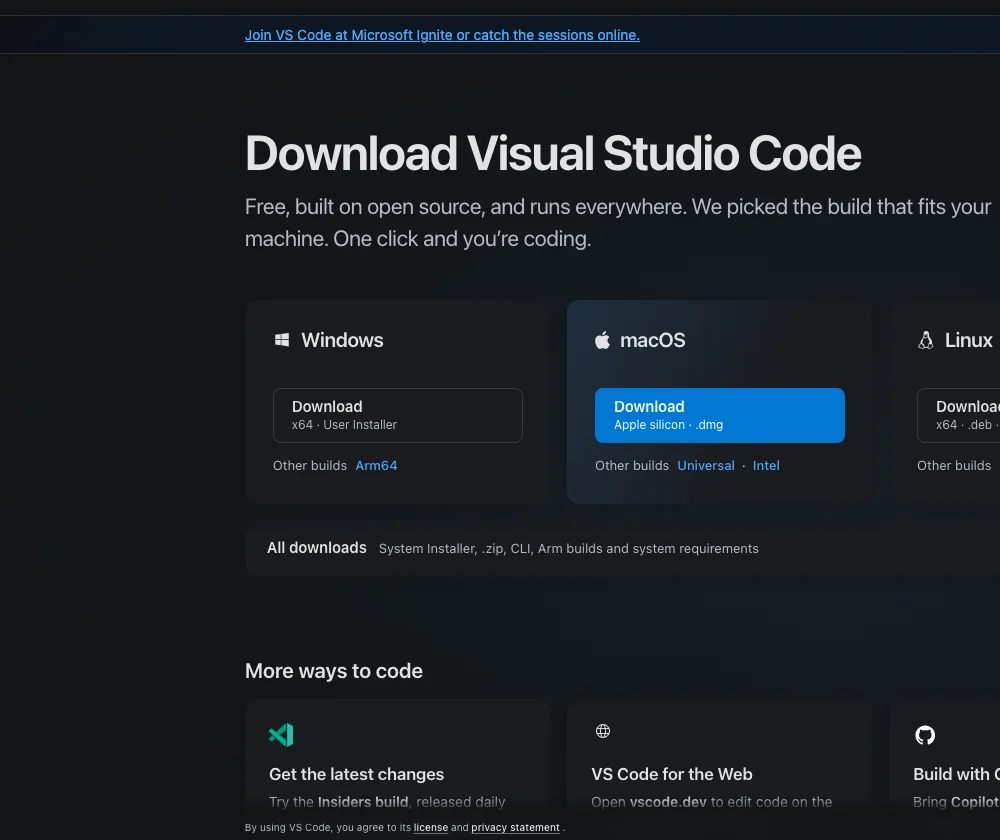 Join VS Code at Microsoft Ignite or catch the sessions online.
Download Visual Studio Code
Free, built on open source, and runs everywhere. We picked the build that fits your
machine. One click and you're coding.
Windows
Download
x64 · User Installer
Other builds Arm64
macOS
Download
Apple silicon · .dmg
Other builds Universal · Intel
Linux
x64 · .deb ·
Other builds
All downloads System Installer, .zip, CLI, Arm builds and system requirements
More ways to code
Get the latest changes
Try the Insiders build, released daily
VS Code for the Web
Open vscode.dev to edit code on the
Build with
Bring Copilot
By using VS Code, you agree to its license and privacy statement .